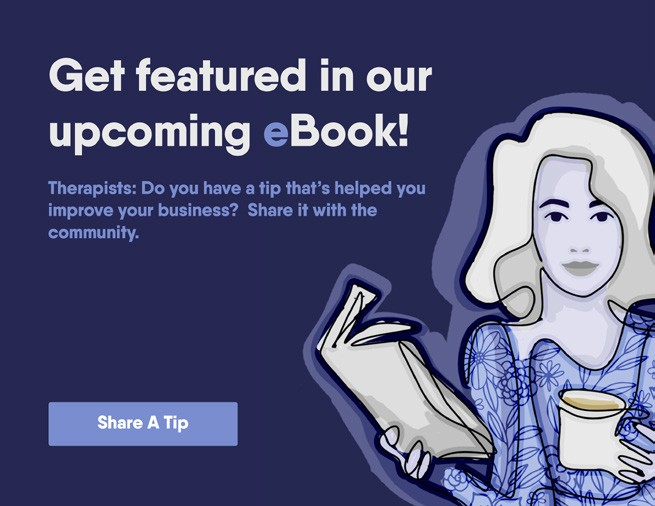 Get featured in our
upcoming eBook!
Therapists: Do you have a tip that's helped you
improve your business?  Share it with the
community.
Share A Tip